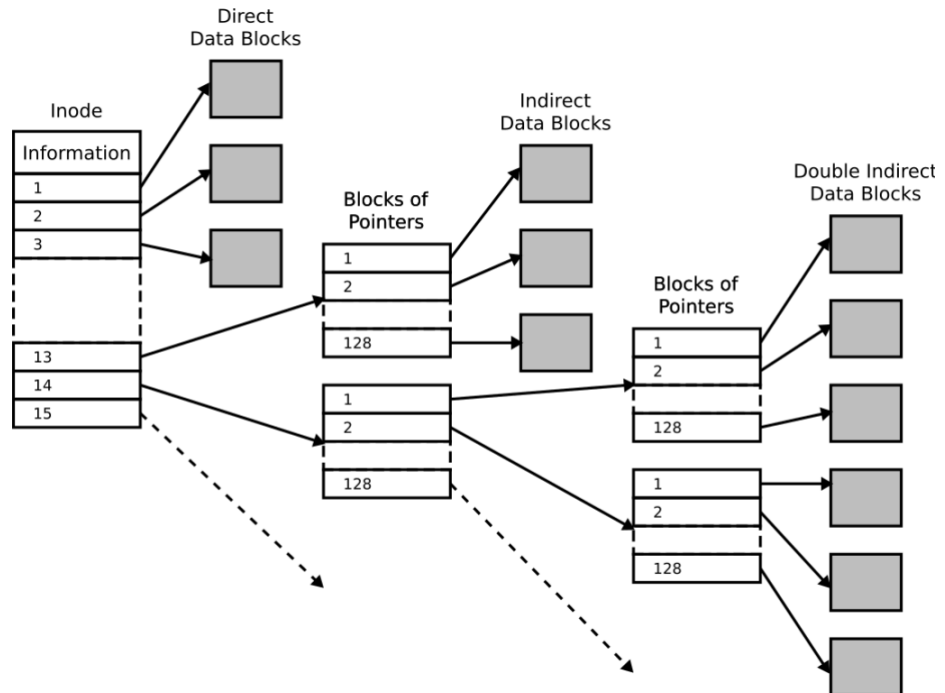 Direct
Data Blocks
Inode
Information
1
2
3
13
14
15
Blocks of
Pointers
1
2
128
1
2
128
Indirect
Data Blocks
Blocks of
Pointers
1
2
128
1
2
128
Double Indirect
Data Blocks